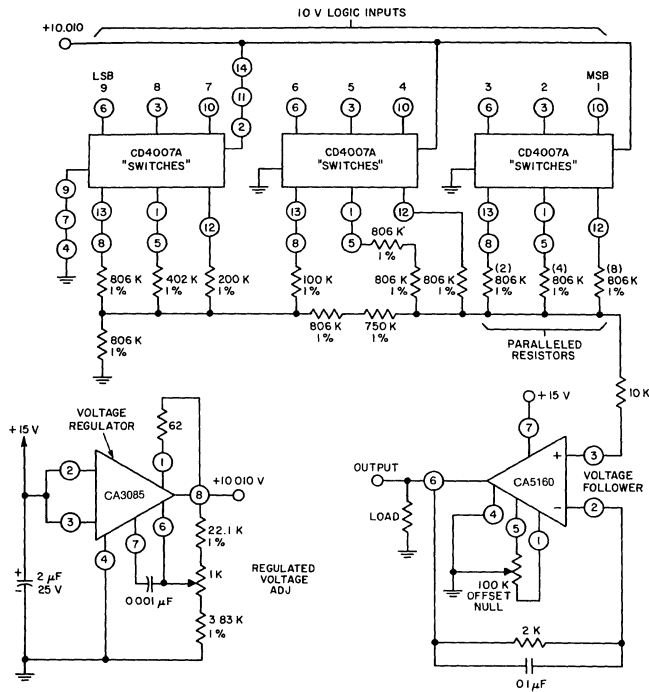 10 V LOGIC INPUTS
+10.010
LSB
9 8 7
6 5 4
MSB
3 2 1
6 3 10
14
11
2
6 3 10
6 3 10
CD4007A
"SWITCHES"
CD4007A
"SWITCHES"
CD4007A
"SWITCHES"
9
7
4
13 1 12
8 5
13 1 12
8 5
13 1 12
8 5
806 K
1%
806 K
1%
402 K
1%
200 K
1%
100 K
1%
806 K
1%
806 K
1%
(2)
806 K
1%
(4)
806 K
1%
(8)
806 K
1%
806 K
1%
806 K
1%
750 K
1%
PARALLELED
RESISTORS
10 K
+15 V
VOLTAGE
REGULATOR
62
1
2
3
CA3085
8
+10 010 V
4
7
6
22.1 K
1%
1 K
3 83 K
1%
0 001 µF
REGULATED
VOLTAGE
ADJ
+
-
2 µF
25 V
+15 V
7
OUTPUT
6
CA5160
+
-
3
2
VOLTAGE
FOLLOWER
LOAD
4
5
1
100 K
OFFSET
NULL
2 K
01 µF